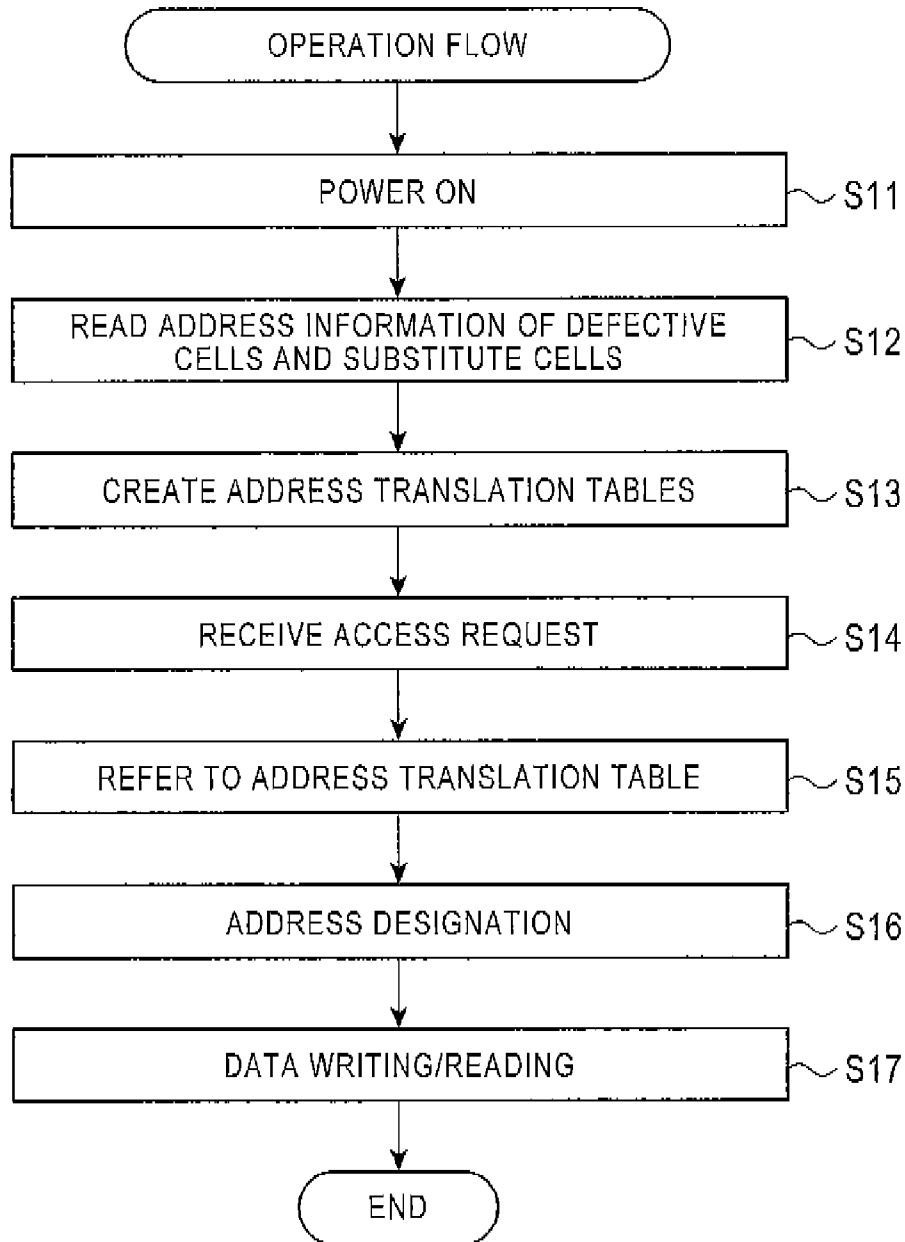 OPERATION FLOW
POWER ON
S11
READ ADDRESS INFORMATION OF DEFECTIVE
CELLS AND SUBSTITUTE CELLS
S12
CREATE ADDRESS TRANSLATION TABLES
S13
RECEIVE ACCESS REQUEST
S14
REFER TO ADDRESS TRANSLATION TABLE
S15
ADDRESS DESIGNATION
S16
DATA WRITING/READING
S17
END